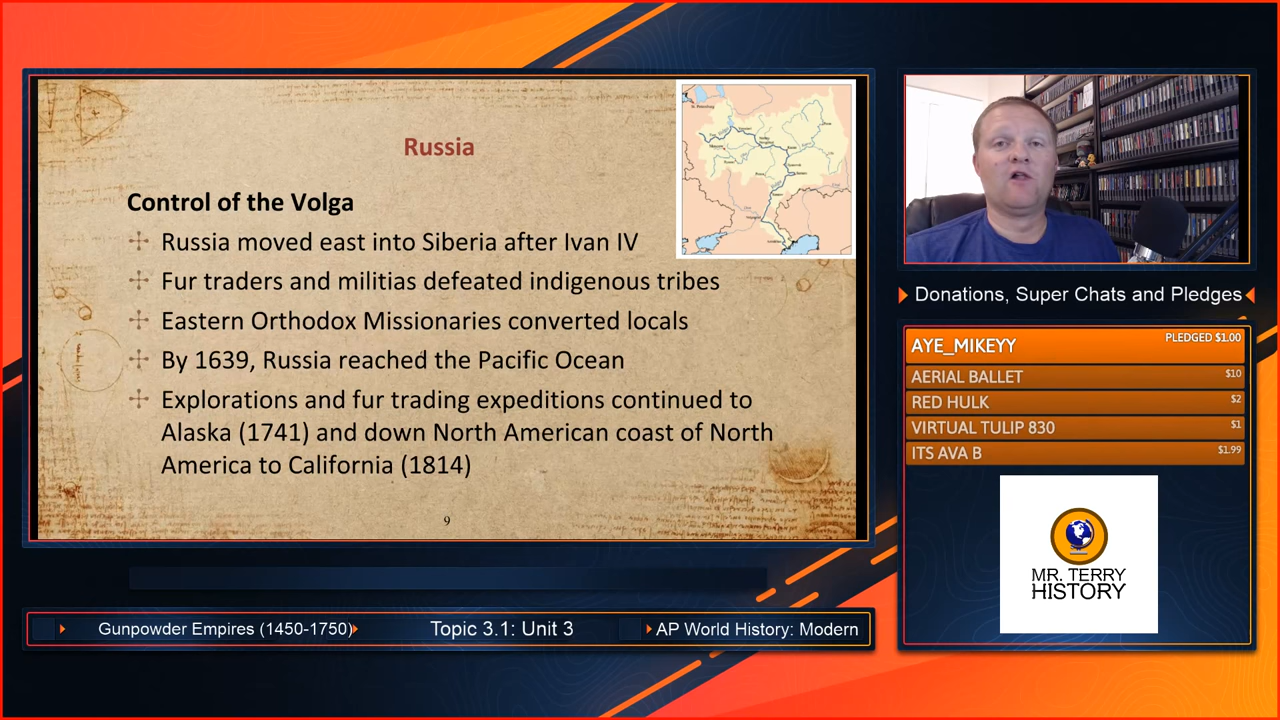 Russia
Control of the Volga
Russia moved east into Siberia after Ivan IV
Fur traders and militias defeated indigenous tribes
Eastern Orthodox Missionaries converted locals
By 1639, Russia reached the Pacific Ocean
Explorations and fur trading expeditions continued to
Alaska (1741) and down North American coast of North
America to California (1814)
9
Donations, Super Chats and Pledges
AYE_MIKEYY PLEDGED $1.00
AERIAL BALLET $10
RED HULK $2
VIRTUAL TULIP 830 $1
ITS AVA B $1.99
MR. TERRY
HISTORY
Gunpowder Empires (1450-1750)
Topic 3.1: Unit 3
AP World History: Modern